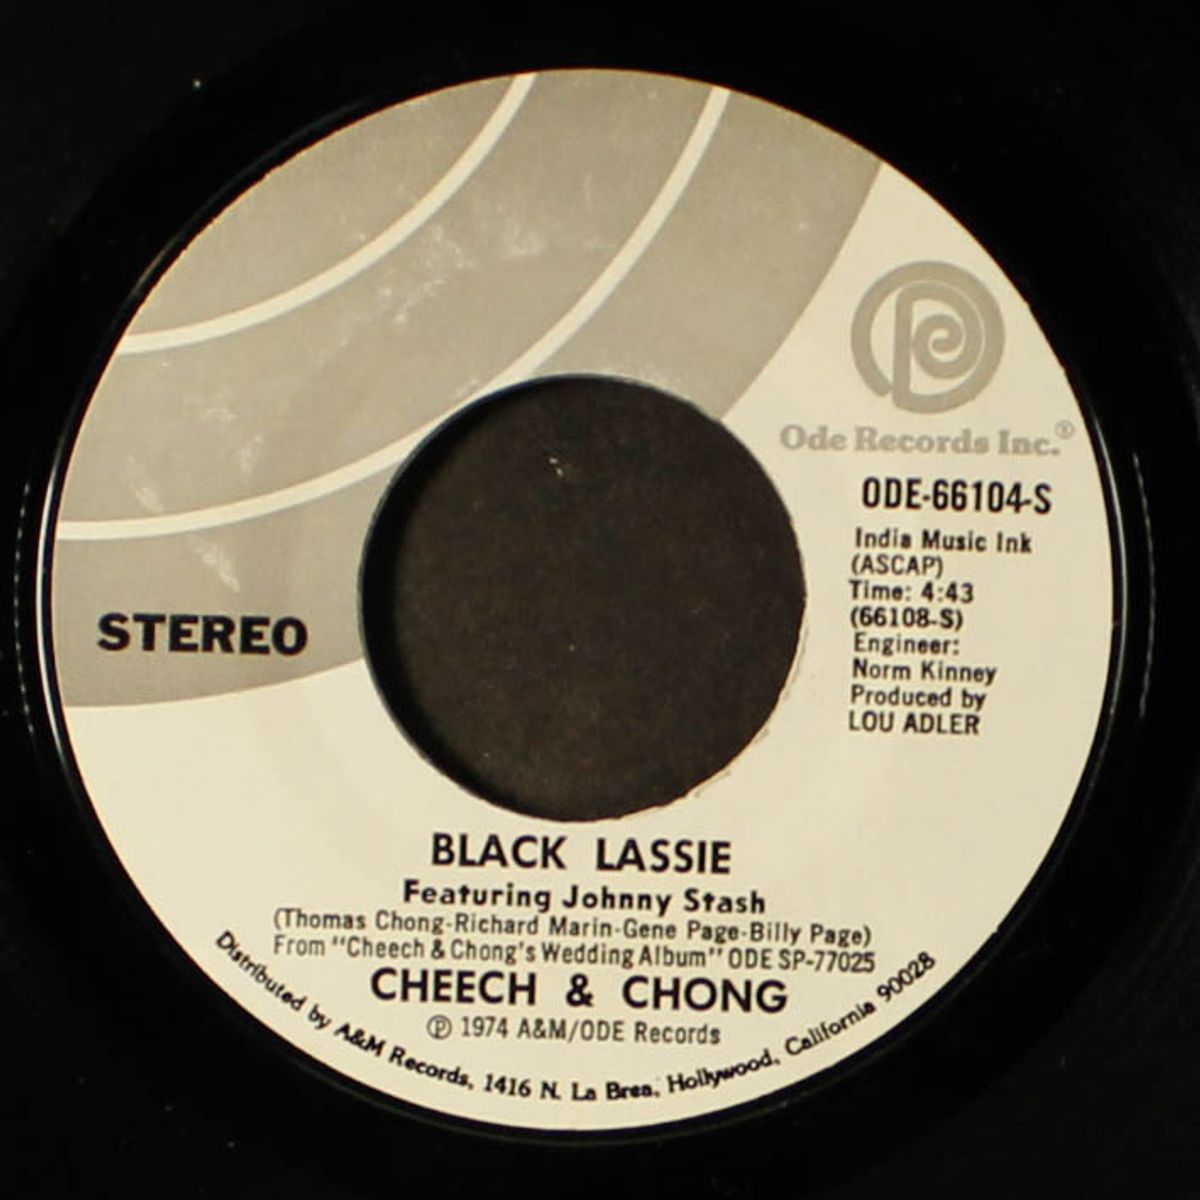 Ode Records Inc.®
ODE-66104-S
India Music Ink
(ASCAP)
Time: 4:43
(66108-S)
Engineer:
Norm Kinney
Produced by
LOU ADLER
STEREO
BLACK LASSIE
Featuring Johnny Stash
(Thomas Chong-Richard Marin-Gene Page-Billy Page)
From "Cheech & Chong's Wedding Album" ODE SP-77025
CHEECH & CHONG
℗ 1974 A&M/ODE Records
Distributed by A&M Records, 1416 N. La Brea, Hollywood, California 90028